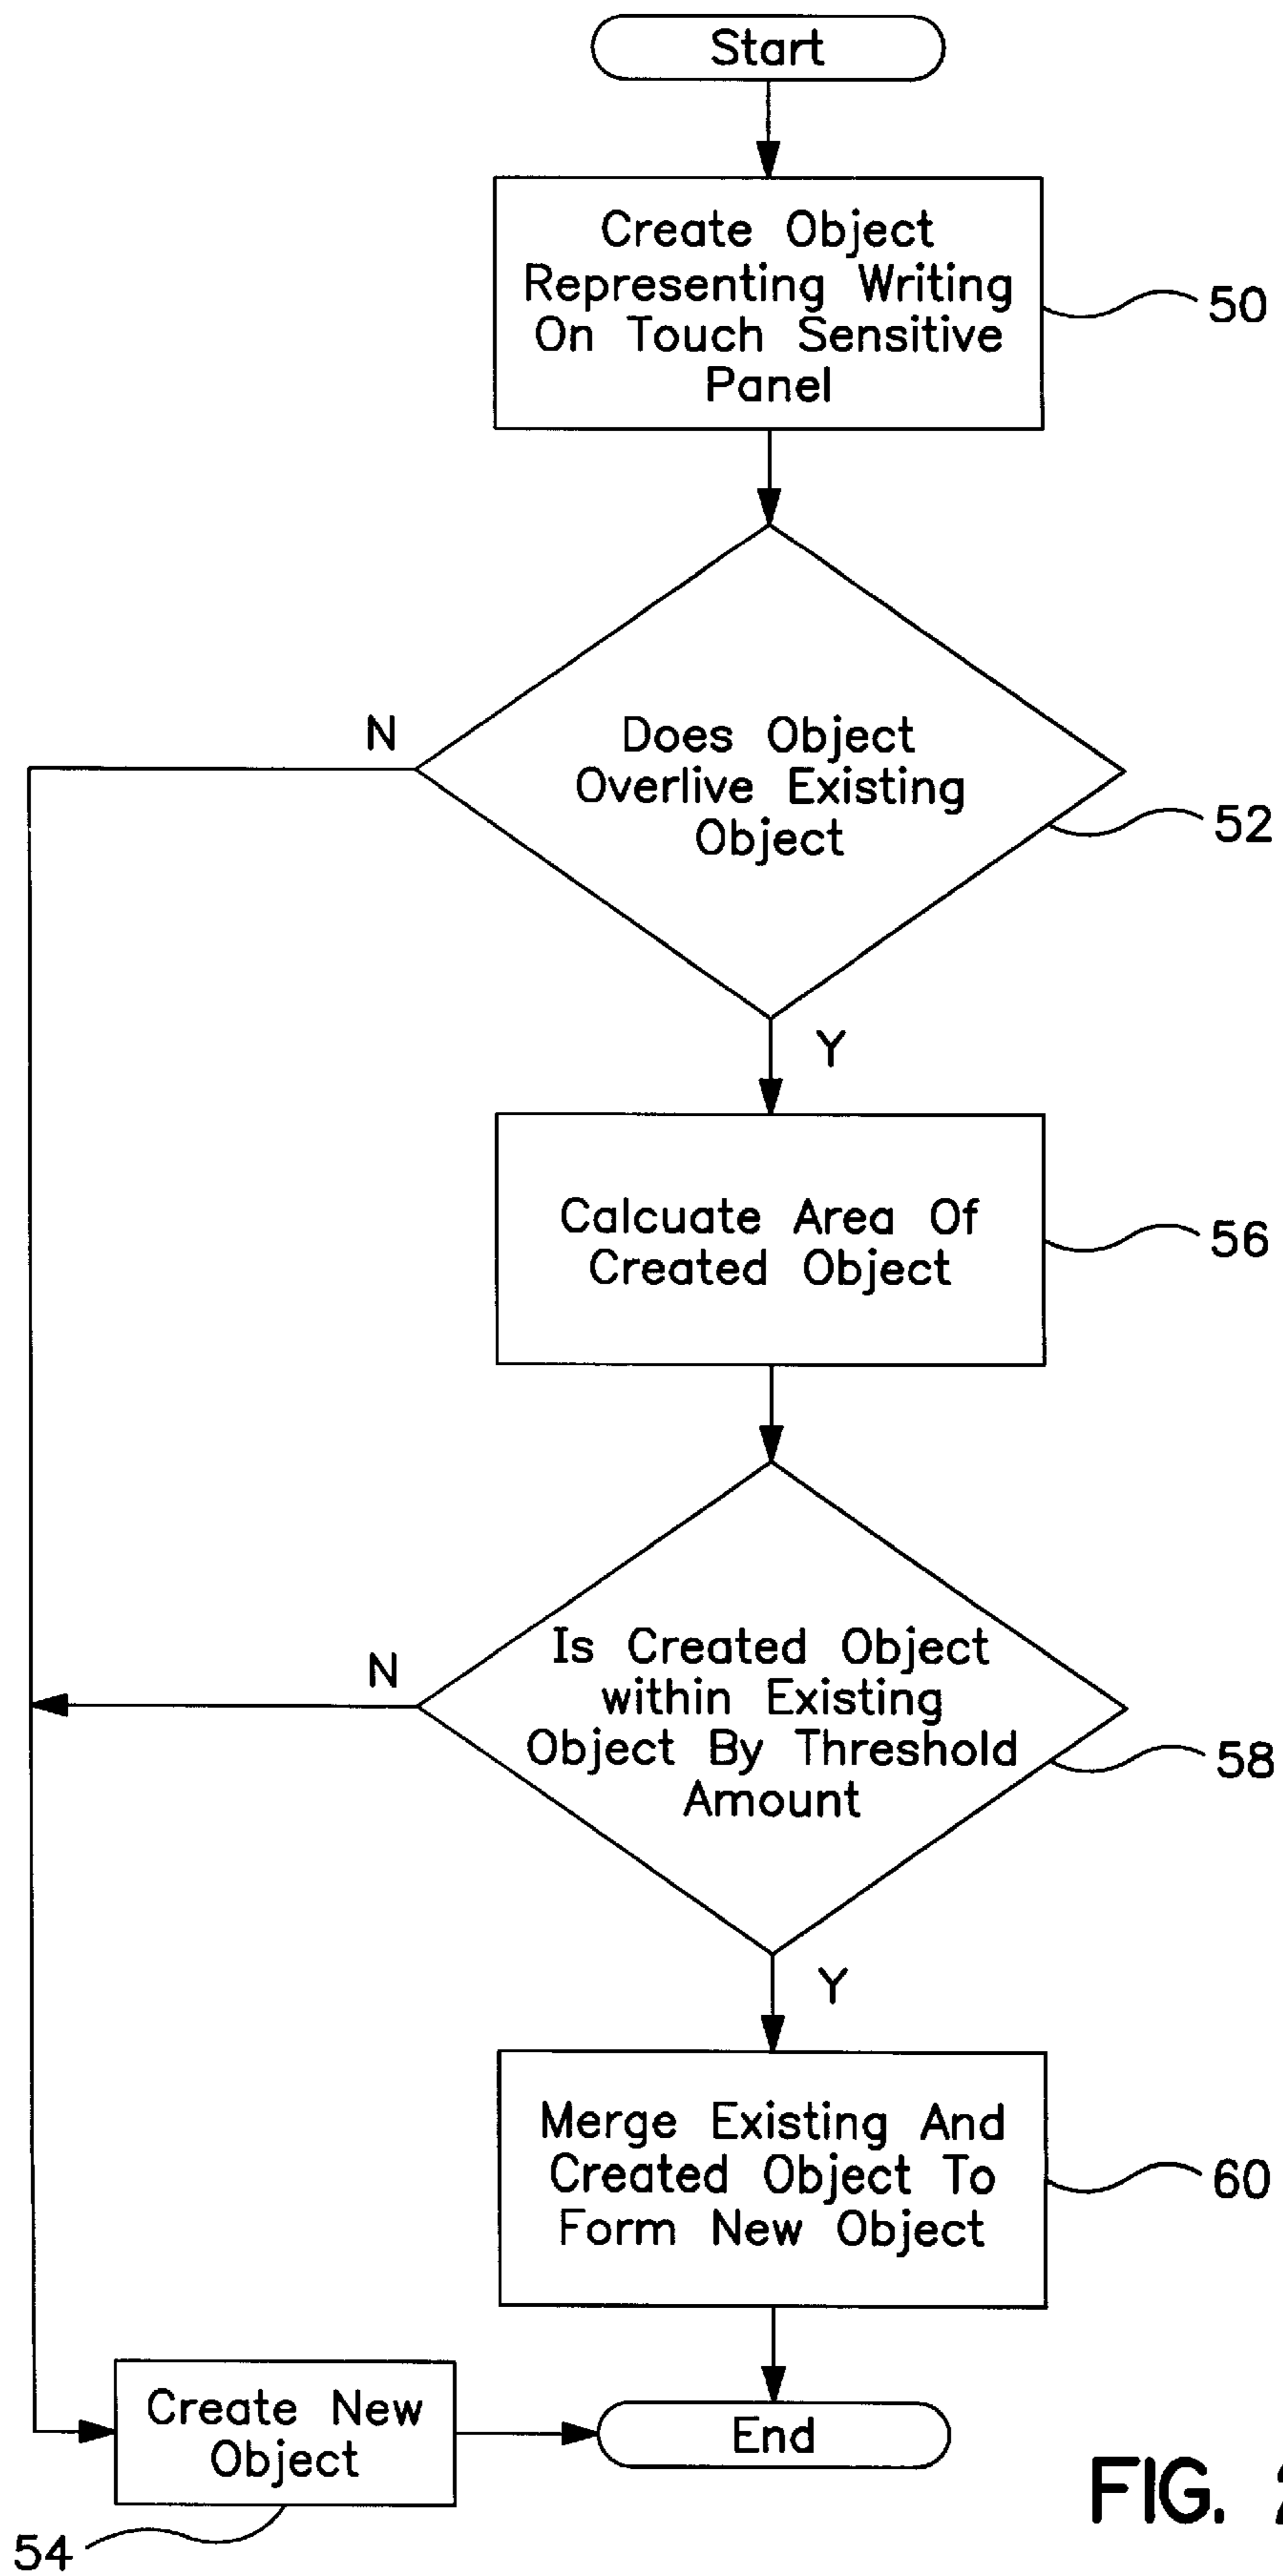 Start
Create Object
Representing Writing
On Touch Sensitive
Panel
50
Does Object
Overlive Existing
Object
N
52
Y
Calcuate Area Of
Created Object
56
Is Created Object
within Existing
Object By Threshold
Amount
N
58
Y
Merge Existing And
Created Object To
Form New Object
60
Create New
Object
End
54
FIG.